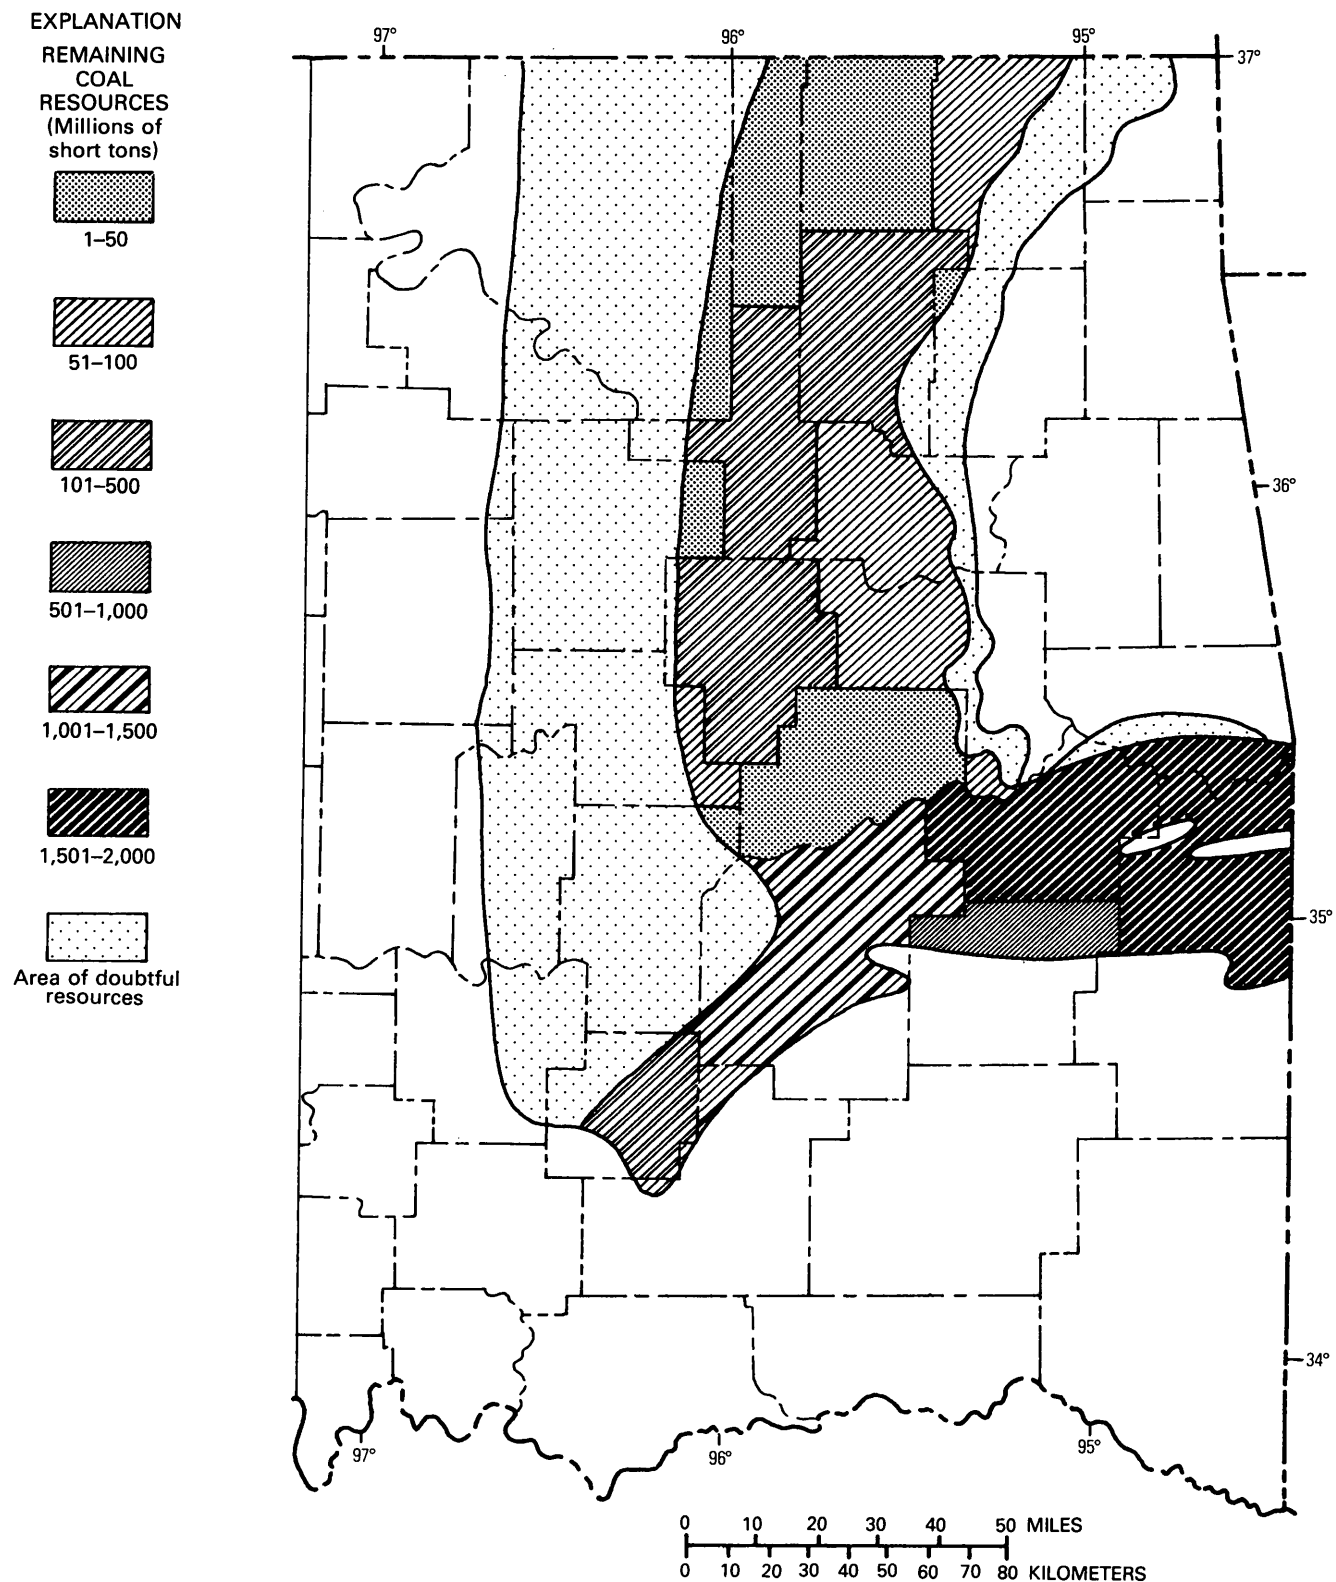 EXPLANATION
REMAINING
COAL
RESOURCES
(Millions of
short tons)
1–50
51–100
101–500
501–1,000
1,001–1,500
1,501–2,000
Area of doubtful
resources
97°
96°
95°
37°
36°
35°
34°
97°
96°
95°
0 10 20 30 40 50 MILES
0 10 20 30 40 50 60 70 80 KILOMETERS